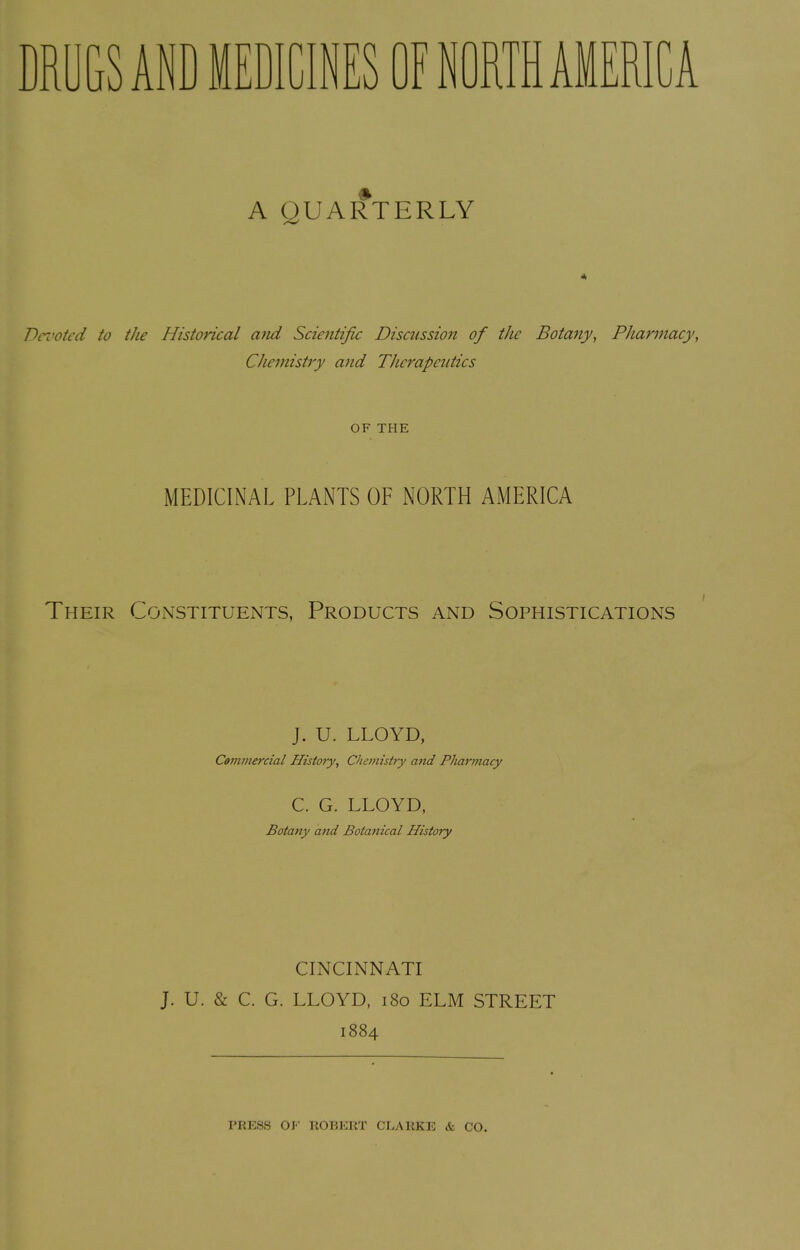 DRUGS AND MEDICINES OF NORTH AMERICA
A QUARTERLY
Devoted to the Historical and Scientific Discussion of the Botany, Pharmacy,
Chemistry and Therapeutics
OF THE
MEDICINAL PLANTS OF NORTH AMERICA
THEIR CONSTITUENTS, PRODUCTS AND SOPHISTICATIONS
J. U. LLOYD,
Commercial History, Chemistry and Pharmacy
C. G. LLOYD,
Botany and Botanical History
CINCINNATI
J. U. & C. G. LLOYD, 180 ELM STREET
1884
PRESS OF ROBERT CLARKE & CO.